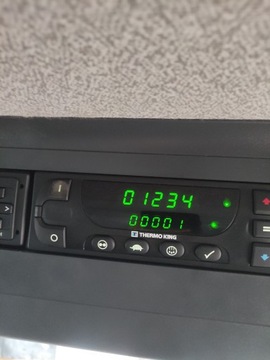 I
01234
00001
THERMO KING
O